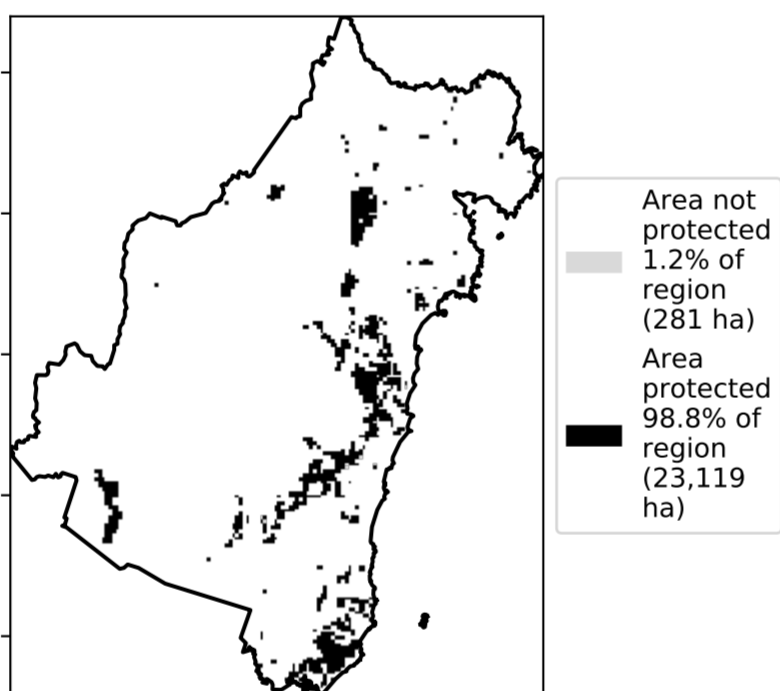 Area not
protected
1.2% of
region
(281 ha)
Area
protected
98.8% of
region
(23,119
ha)